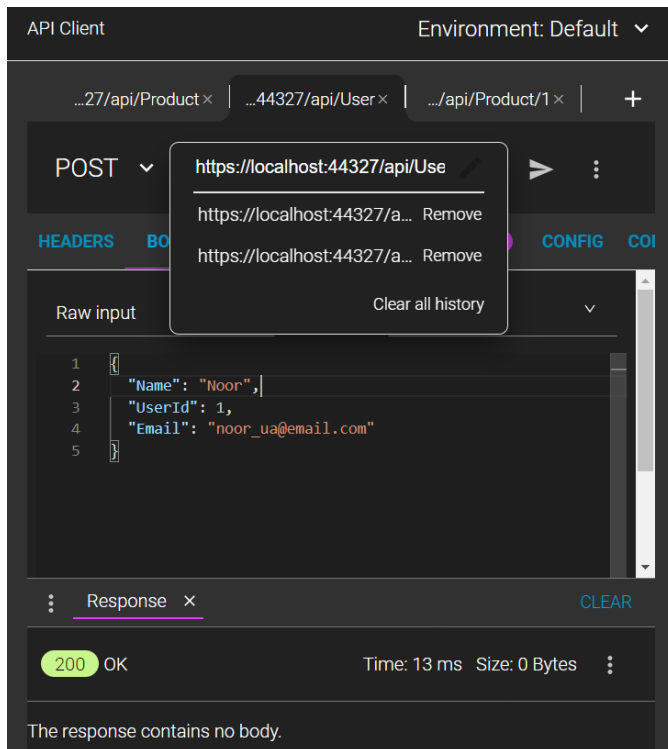 API Client Environment: Default
...27/api/Product × ...44327/api/User × .../api/Product/1 × +
POST https://localhost:44327/api/Use
https://localhost:44327/a... Remove
HEADERS BO CONFIG CO
https://localhost:44327/a... Remove
Clear all history
Raw input
1 {
2 "Name": "Noor",
3 "UserId": 1,
4 "Email": "noor_ua@email.com"
5 }
Response × CLEAR
200 OK Time: 13 ms Size: 0 Bytes
The response contains no body.